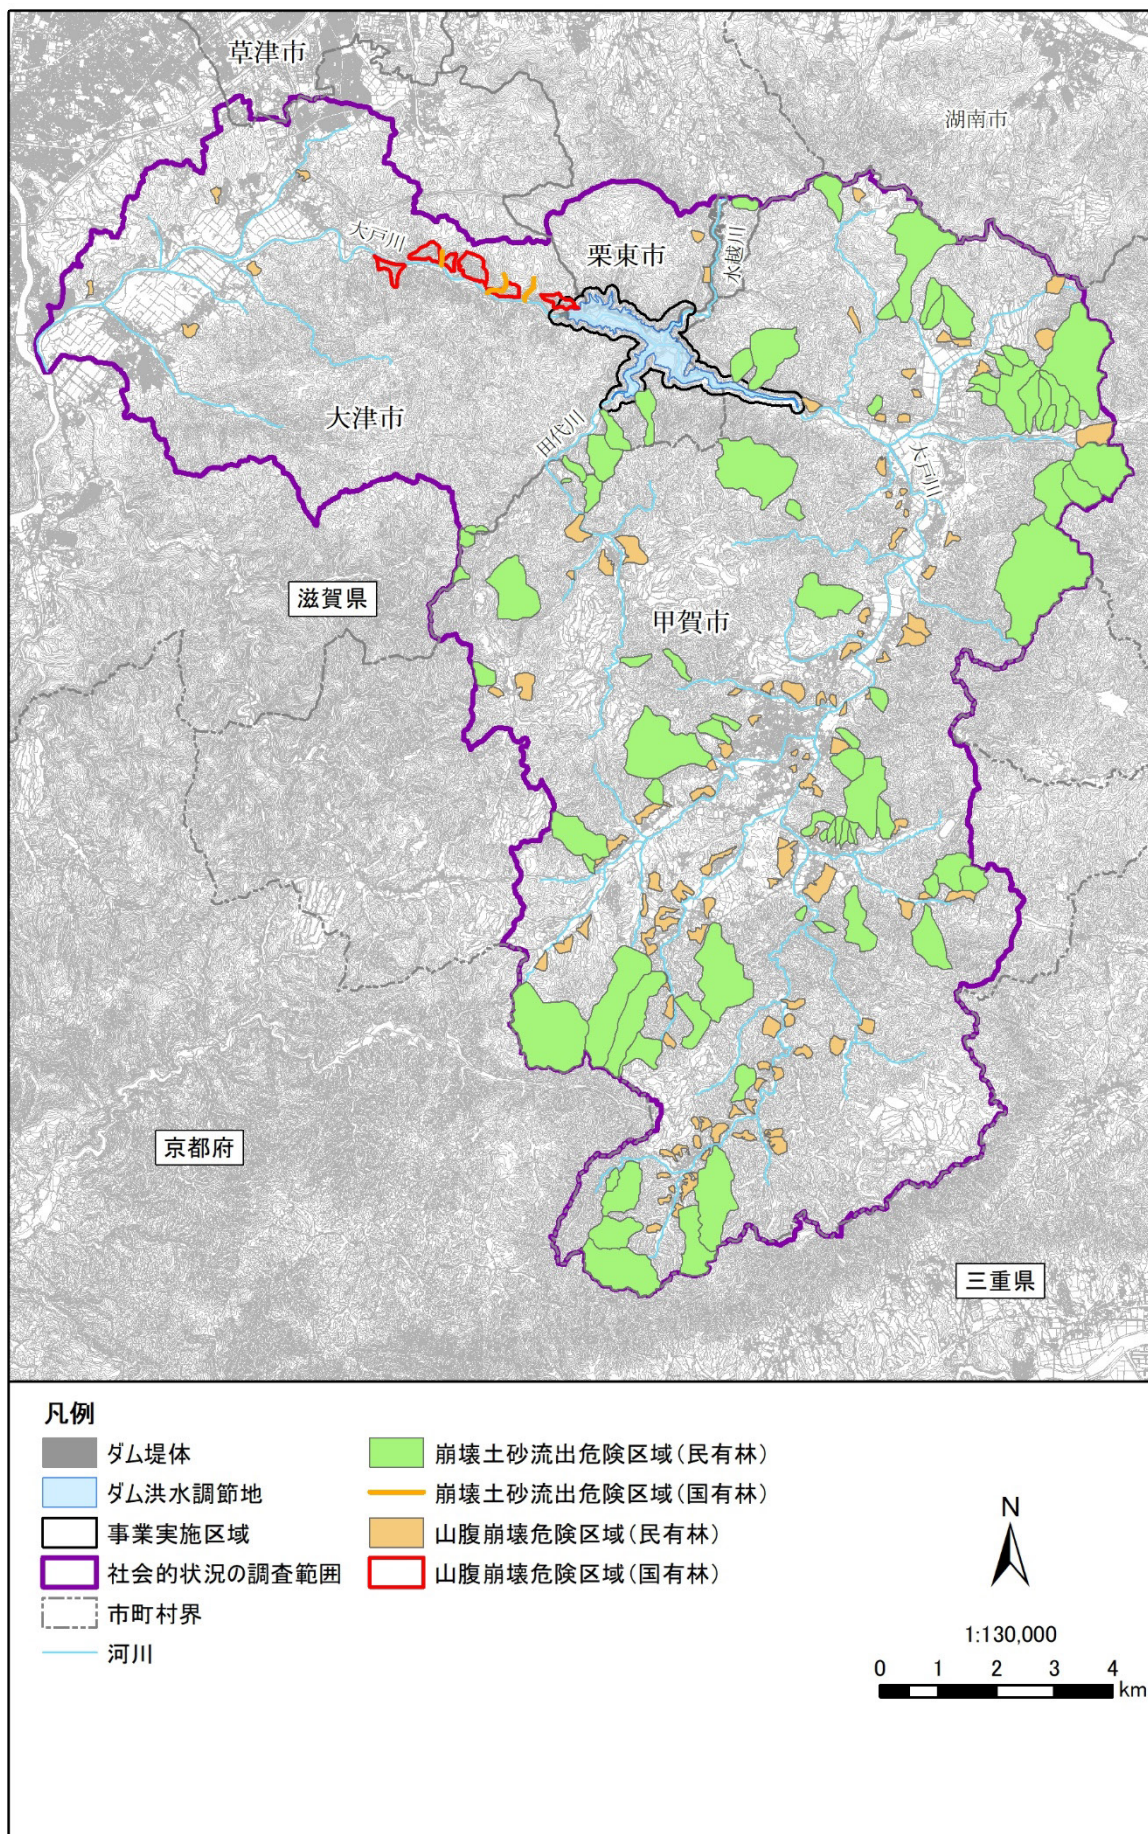 草津市
湖南市
大戸川
栗東市
水越川
大津市
田代川
大戸川
滋賀県
甲賀市
京都府
三重県
凡例
ダム堤体
ダム洪水調節地
事業実施区域
社会的状況の調査範囲
市町村界
河川
崩壊土砂流出危険区域(民有林)
崩壊土砂流出危険区域(国有林)
山腹崩壊危険区域(民有林)
山腹崩壊危険区域(国有林)
N
1:130,000
0 1 2 3 4
km